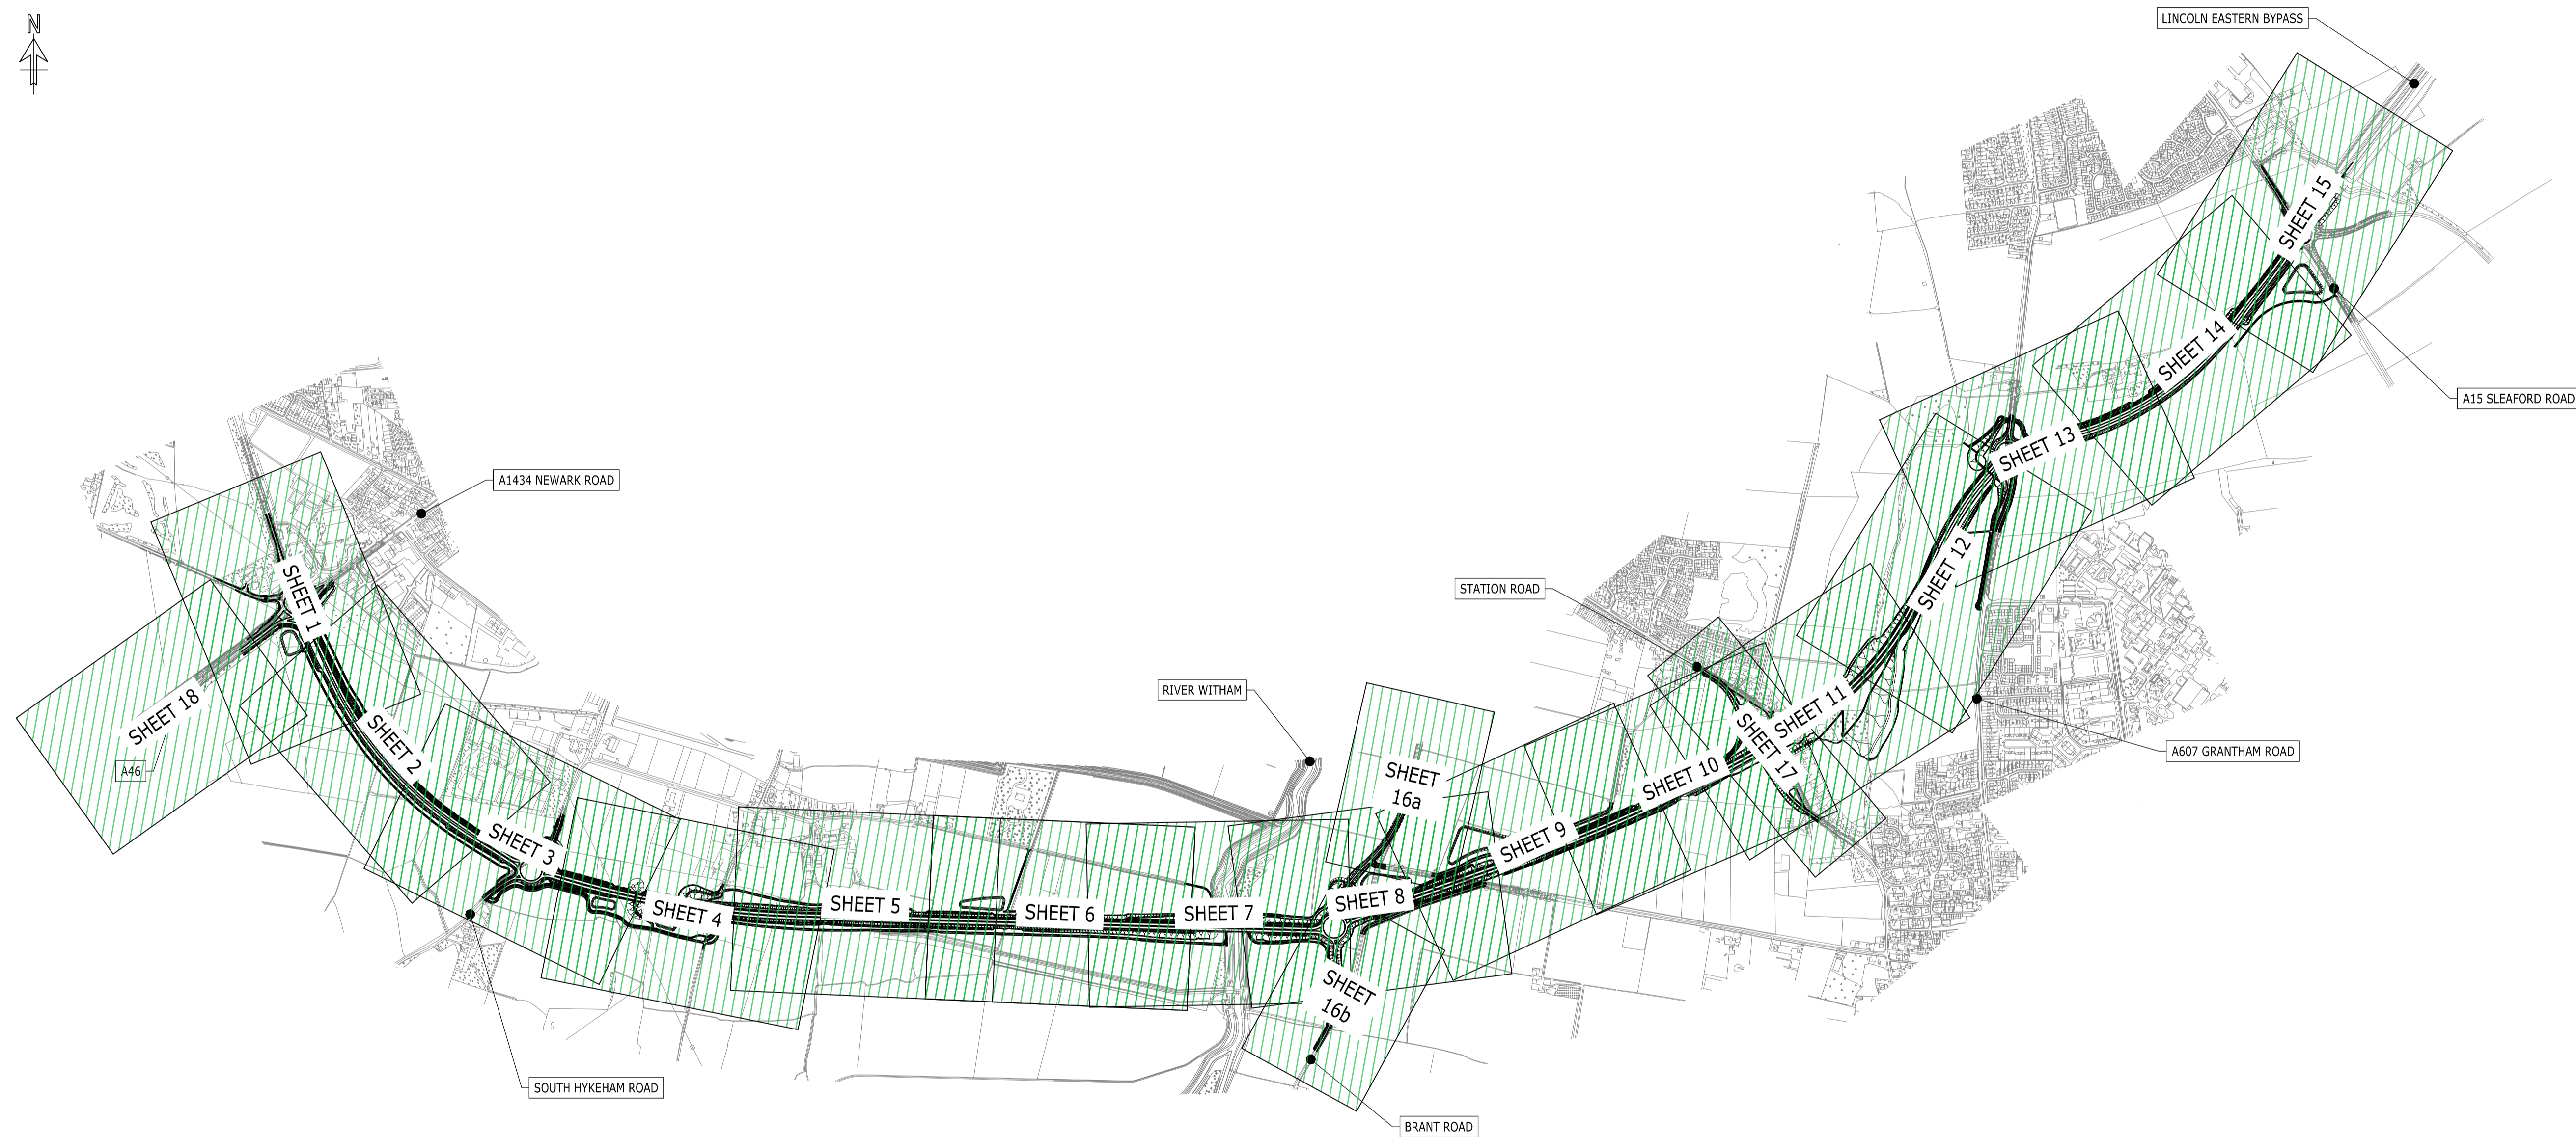 N
LINCOLN EASTERN BYPASS
SHEET 15
SHEET 14
A15 SLEAFORD ROAD
SHEET 13
A1434 NEWARK ROAD
SHEET 12
SHEET 1
STATION ROAD
SHEET 18
SHEET 2
RIVER WITHAM
SHEET 11
SHEET 17
A607 GRANTHAM ROAD
A46
SHEET
16a
SHEET 10
SHEET 3
SHEET 9
SHEET 4
SHEET 5
SHEET 6
SHEET 7
SHEET 8
SHEET
16b
SOUTH HYKEHAM ROAD
BRANT ROAD